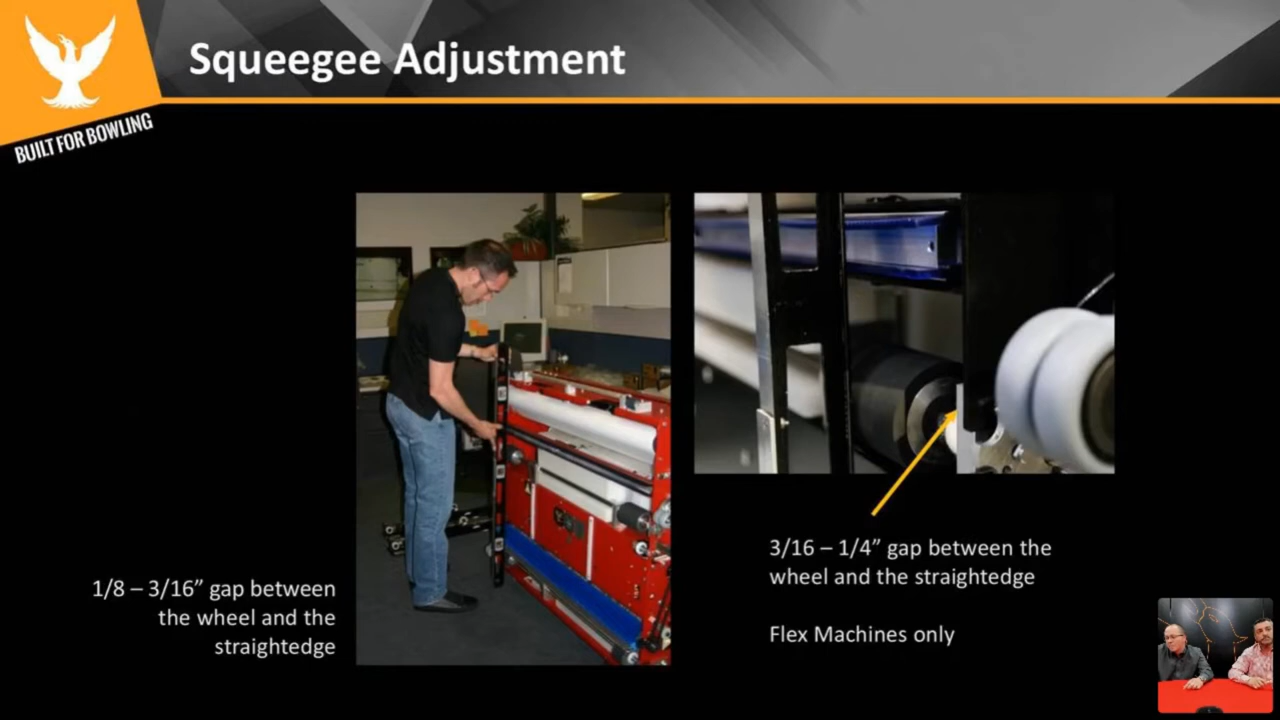 Squeegee Adjustment
BUILT FOR BOWLING
1/8 – 3/16” gap between
the wheel and the
straightedge
3/16 – 1/4” gap between the
wheel and the straightedge
Flex Machines only